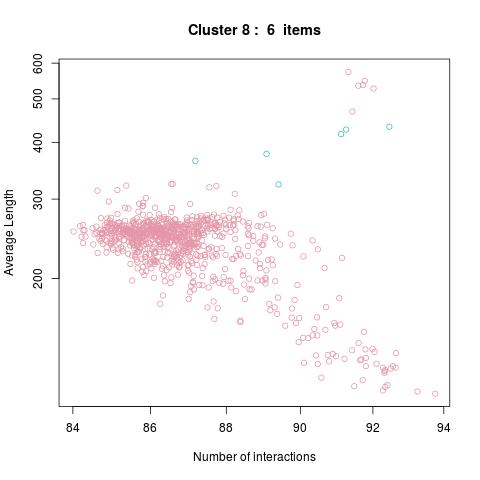 Cluster 8 :  6  items
600
500
400
300
200
Average Length
84 86 88 90 92 94
Number of interactions